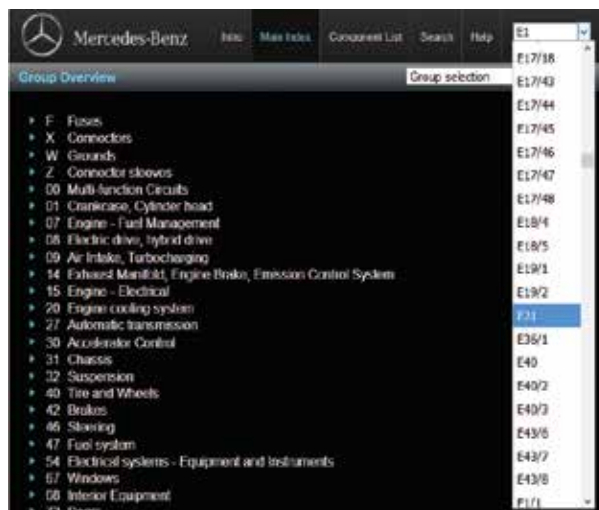 Mercedes-Benz
Intro Main Index Component List Search Help E1
Group Overview
Group selection
F Fuses
X Connectors
W Grounds
Z Connector sleeves
00 Multi-function Circuits
01 Crankcase, Cylinder head
07 Engine - Fuel Management
08 Electric drive, hybrid drive
09 Air Intake, Turbocharging
14 Exhaust Manifold, Engine Brake, Emission Control System
15 Engine - Electrical
20 Engine cooling system
27 Automatic transmission
30 Accelerator Control
31 Chassis
32 Suspension
40 Tire and Wheels
42 Brakes
46 Steering
47 Fuel system
54 Electrical systems - Equipment and Instruments
67 Windows
68 Interior Equipment
E17/18
E17/43
E17/44
E17/45
E17/46
E17/47
E17/48
E18/4
E18/5
E19/1
E19/2
E36/1
E40
E40/2
E40/3
E43/6
E43/7
E43/8
F1/1